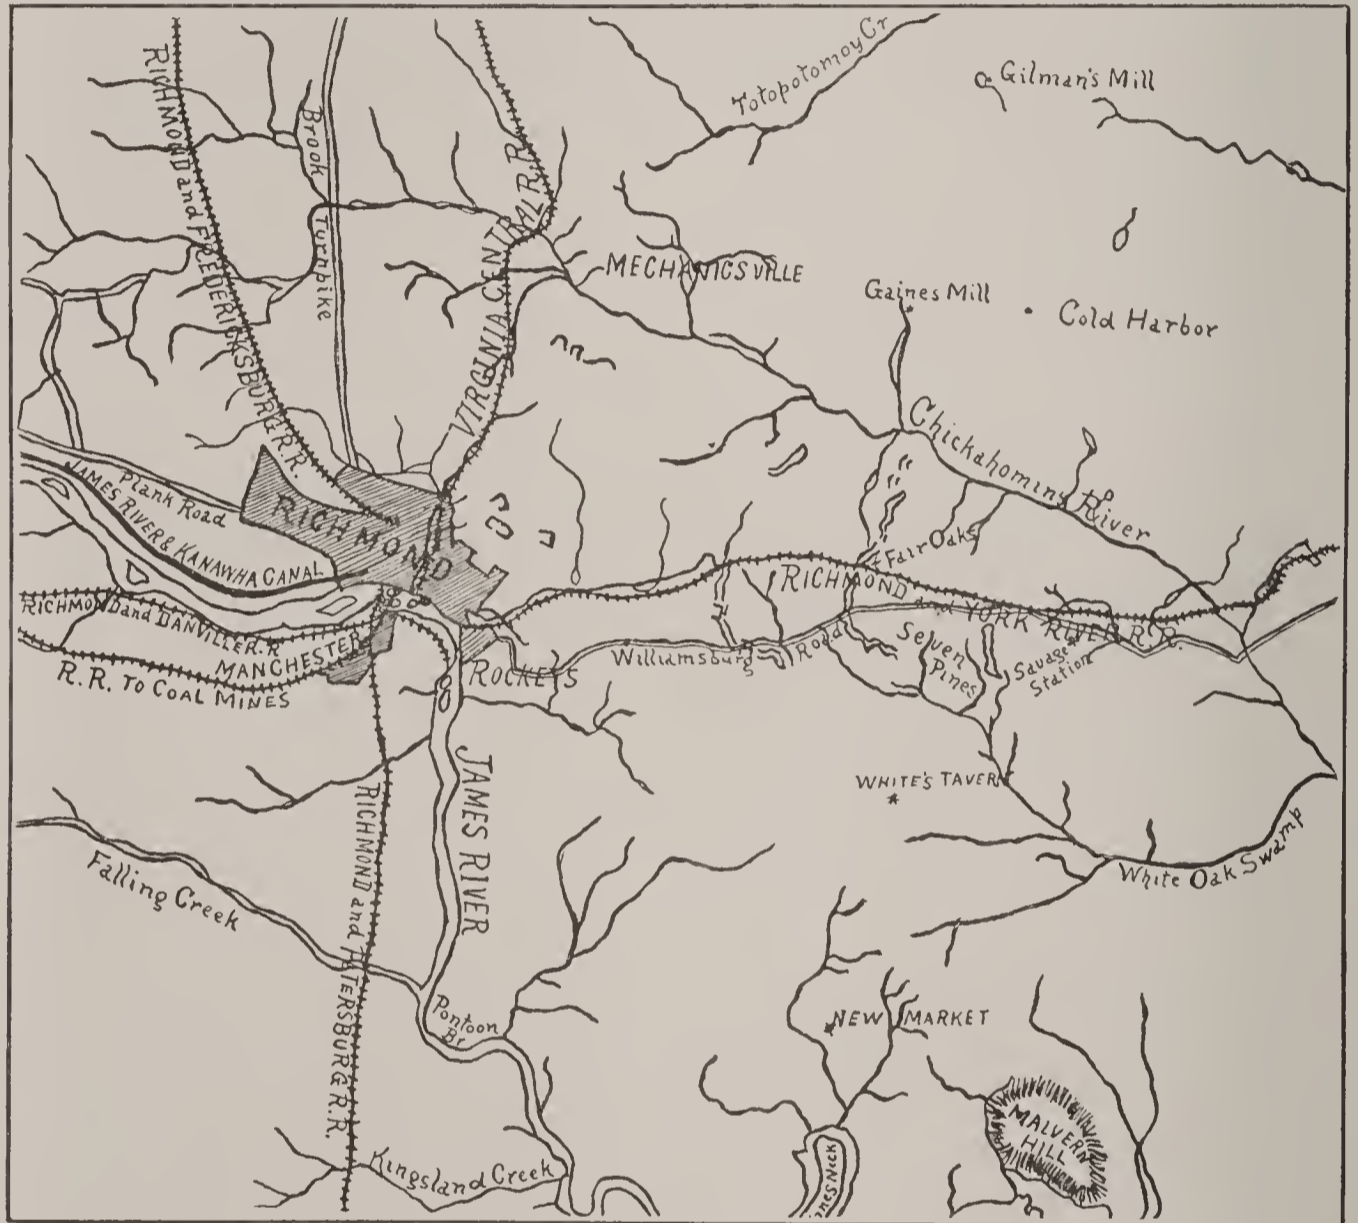 Totopotomoy Cr
Gilman's Mill
RICHMOND and FREDERICKSBURG R.R.
Brook Turnpike
VIRGINIA CENTRAL R.R.
MECHANICSVILLE
Gaines Mill
Cold Harbor
Chickahominy River
Plank Road
JAMES RIVER & KANAWHA CANAL
RICHMOND
Fair Oaks
RICHMOND and YORK RIVER R.R.
RICHMOND and DANVILLE R.R
MANCHESTER
R.R. TO COAL MINES
ROCKETS
Williamsburg Road
Seven
Pines
Savage
Station
JAMES RIVER
WHITE'S TAVERN
White Oak Swamp
Falling Creek
RICHMOND and PETERSBURG R.R.
Pontoon
Br
NEW MARKET
MALVERN
HILL
Kingsland Creek
Neck